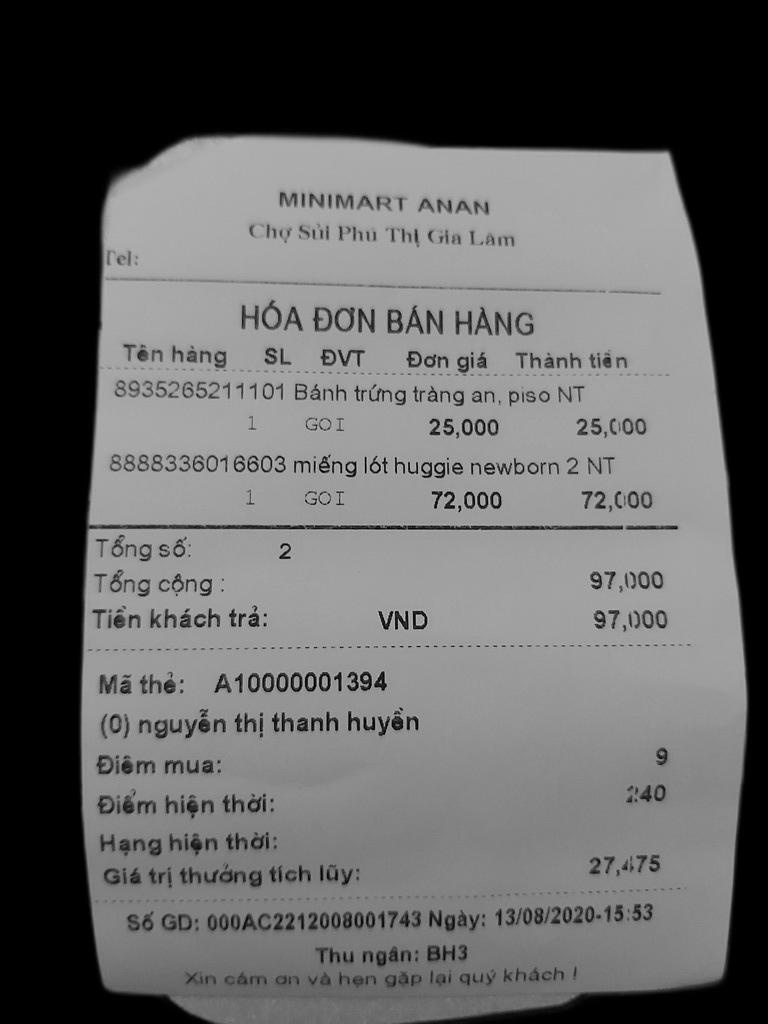 MINIMART ANAN
Chợ Sủi Phú Thị Gia Lâm
Tel:
HÓA ĐƠN BÁN HÀNG
Tên hàng SL ĐVT Đơn giá Thành tiền
8935265211101 Bánh trứng tràng an, piso NT
1 GOI 25,000 25,000
8888336016603 miếng lót huggie newborn 2 NT
1 GOI 72,000 72,000
Tổng số: 2
Tổng cộng : 97,000
Tiền khách trả: VND 97,000
Mã thẻ: A10000001394
(0) nguyễn thị thanh huyền
Điểm mua: 9
Điểm hiện thời: 240
Hạng hiện thời:
Giá trị thưởng tích lũy: 27,475
Số GD: 000AC2212008001743 Ngày: 13/08/2020-15:53
Thu ngân: BH3
Xin cám ơn và hẹn gặp lại quý khách !